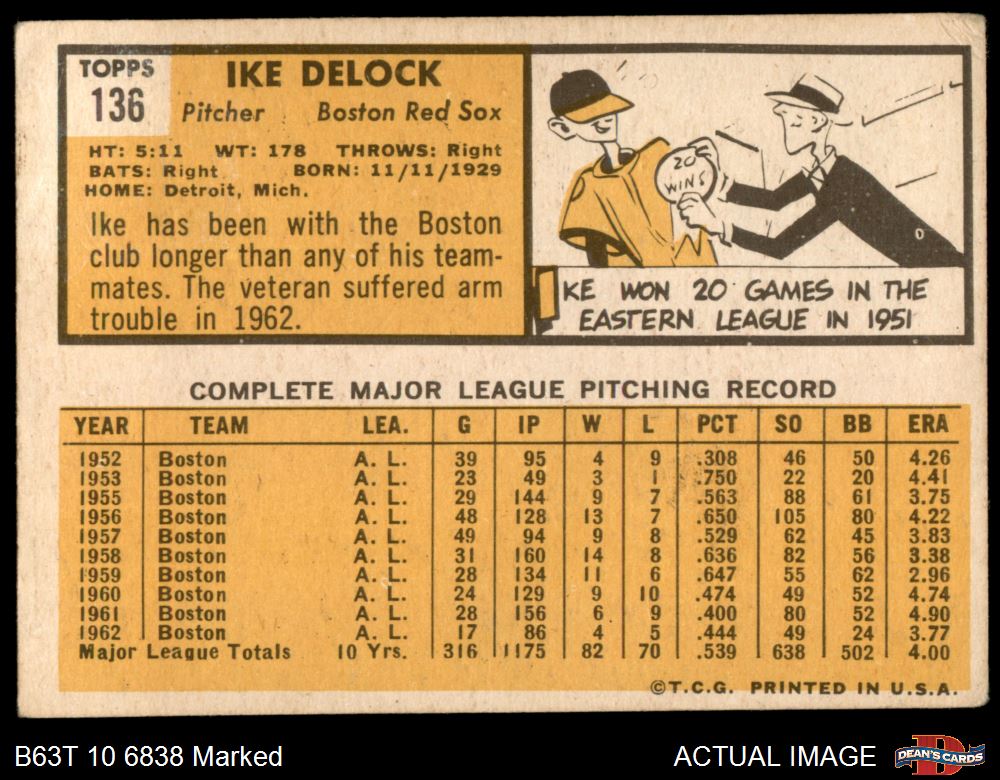 TOPPS
136
IKE DELOCK
Pitcher Boston Red Sox
HT: 5:11 WT: 178 THROWS: Right
BATS: Right BORN: 11/11/1929
HOME: Detroit, Mich.
Ike has been with the Boston
club longer than any of his team-
mates. The veteran suffered arm
trouble in 1962.
20
WINS
IKE WON 20 GAMES IN THE
EASTERN LEAGUE IN 1951
COMPLETE MAJOR LEAGUE PITCHING RECORD
YEAR TEAM LEA. G IP W L PCT SO BB ERA
1952 Boston A. L. 39 95 4 9 .308 46 50 4.26
1953 Boston A. L. 23 49 3 1 .750 22 20 4.41
1955 Boston A. L. 29 144 9 7 .563 88 61 3.75
1956 Boston A. L. 48 128 13 7 .650 105 80 4.22
1957 Boston A. L. 49 94 9 8 .529 62 45 3.83
1958 Boston A. L. 31 160 14 8 .636 82 56 3.38
1959 Boston A. L. 28 134 11 6 .647 55 62 2.96
1960 Boston A. L. 24 129 9 10 .474 49 52 4.74
1961 Boston A. L. 28 156 6 9 .400 80 52 4.90
1962 Boston A. L. 17 86 4 5 .444 49 24 3.77
Major League Totals 10 Yrs. 316 1175 82 70 .539 638 502 4.00
©T.C.G. PRINTED IN U.S.A.
B63T 10 6838 Marked
ACTUAL IMAGE
DEAN'S CARDS